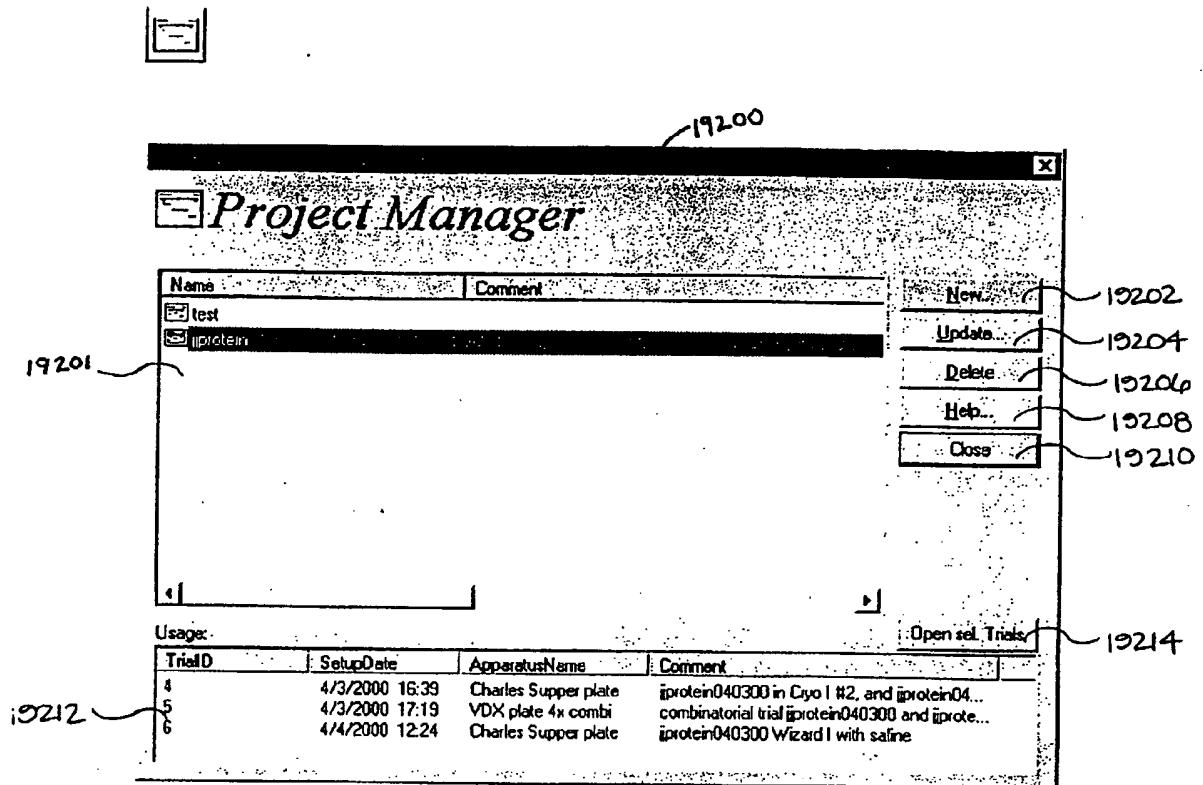 19200
Project Manager
Name Comment
test
jjprotein
New...
Update...
Delete
Help...
Close
19202
19204
19206
19208
19210
19201
Usage:
Open sel. Trials
19214
TrialID SetupDate ApparatusName Comment
4 4/3/2000 16:39 Charles Supper plate jjprotein040300 in Cryo I #2, and jjprotein04...
5 4/3/2000 17:19 VDX plate 4x combi combinatorial trial jjprotein040300 and jjprote...
6 4/4/2000 12:24 Charles Supper plate jjprotein040300 Wizard I with saline
19212